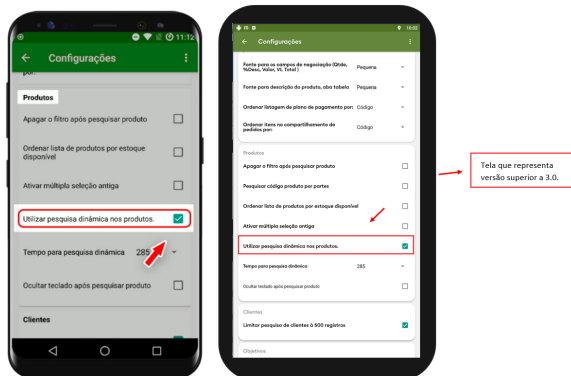 11:12
Configurações
por:
Produtos
Apagar o filtro após pesquisar produto
Ordenar lista de produtos por estoque
disponível
Ativar múltipla seleção antiga
Utilizar pesquisa dinâmica nos produtos.
Tempo para pesquisa dinâmica 285
Ocultar teclado após pesquisar produto
Clientes
10:02
Configurações
Fonte para os campos de negociação (Qtde,
%Desc, Valor, VL Total )
Pequena
Fonte para descrição do produto, aba tabela Pequena
Ordenar listagem de plano de pagamento por: Código
Ordenar itens no compartilhamento de
pedidos por:
Código
Produtos
Apagar o filtro após pesquisar produto
Pesquisar código produto por partes
Ordenar lista de produtos por estoque disponível
Ativar múltipla seleção antiga
Utilizar pesquisa dinâmica nos produtos.
Tempo para pesquisa dinâmica 285
Ocultar teclado após pesquisar produto
Clientes
Limitar pesquisa de clientes à 500 registros
Objetivos
Tela que representa
versão superior a 3.0.